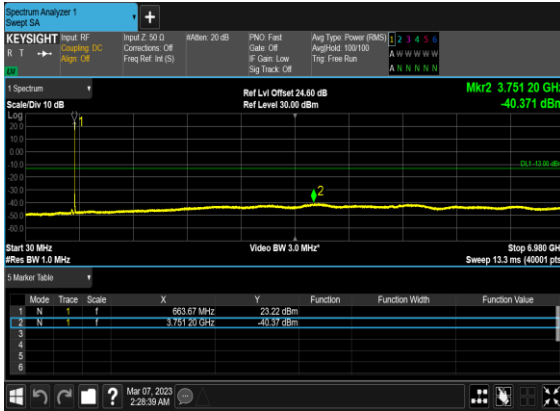 Spectrum Analyzer 1
Swept SA
+
KEYSIGHT Input: RF Input Z: 50 Ω #Atten: 20 dB PNO: Fast Avg Type: Power (RMS) 1 2 3 4 5 6
R T Coupling: DC Corrections: Off Gate: Off Avg|Hold: 100/100 A W W W W W
Align: Off Freq Ref: Int (S) IF Gain: Low Trig: Free Run
LXI Sig Track: Off A N N N N N
1 Spectrum Ref Lvl Offset 24.60 dB Mkr2 3.751 20 GHz
Scale/Div 10 dB Ref Level 30.00 dBm -40.371 dBm
Log
20.0
10.0
0.00
-10.0
DL1 -13.00 dBm
-20.0
-30.0
-40.0
-50.0
-60.0
1
2
Start 30 MHz Video BW 3.0 MHz* Stop 6.980 GHz
#Res BW 1.0 MHz Sweep 13.3 ms (40001 pts)
5 Marker Table
Mode Trace Scale X Y Function Function Width Function Value
1 N 1 f 663.67 MHz 23.22 dBm
2 N 1 f 3.751 20 GHz -40.37 dBm
3
4
5
6
? Mar 07, 2023
2:28:39 AM